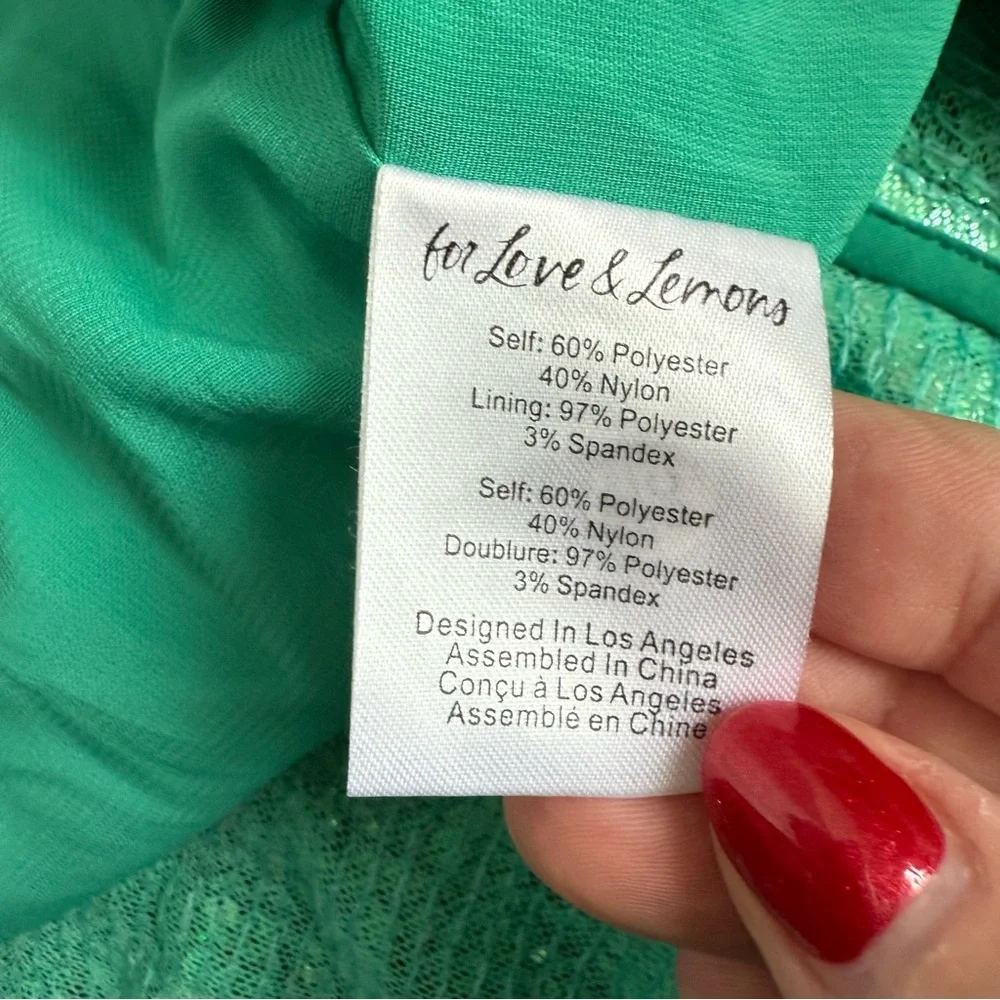 for Love & Lemons
Self: 60% Polyester
40% Nylon
Lining: 97% Polyester
3% Spandex
Self: 60% Polyester
40% Nylon
Doublure: 97% Polyester
3% Spandex
Designed In Los Angeles
Assembled In China
Conçu à Los Angeles
Assemblé en Chine